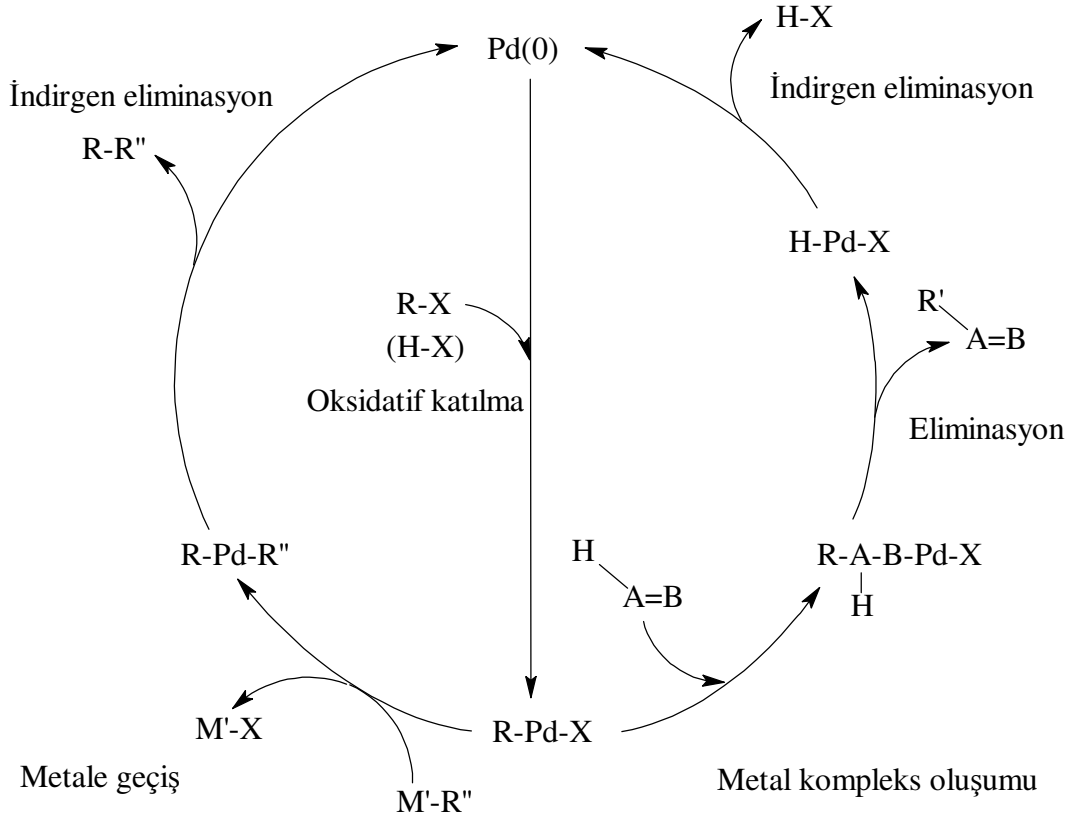 H-X
Pd(0)
İndirgen eliminasyon
İndirgen eliminasyon
R-R"
H-Pd-X
R-X
(H-X)
R'
A=B
Oksidatif katılma
Eliminasyon
R-Pd-R"
H
A=B
R-A-B-Pd-X
H
M'-X
R-Pd-X
Metale geçiş
Metal kompleks oluşumu
M'-R"